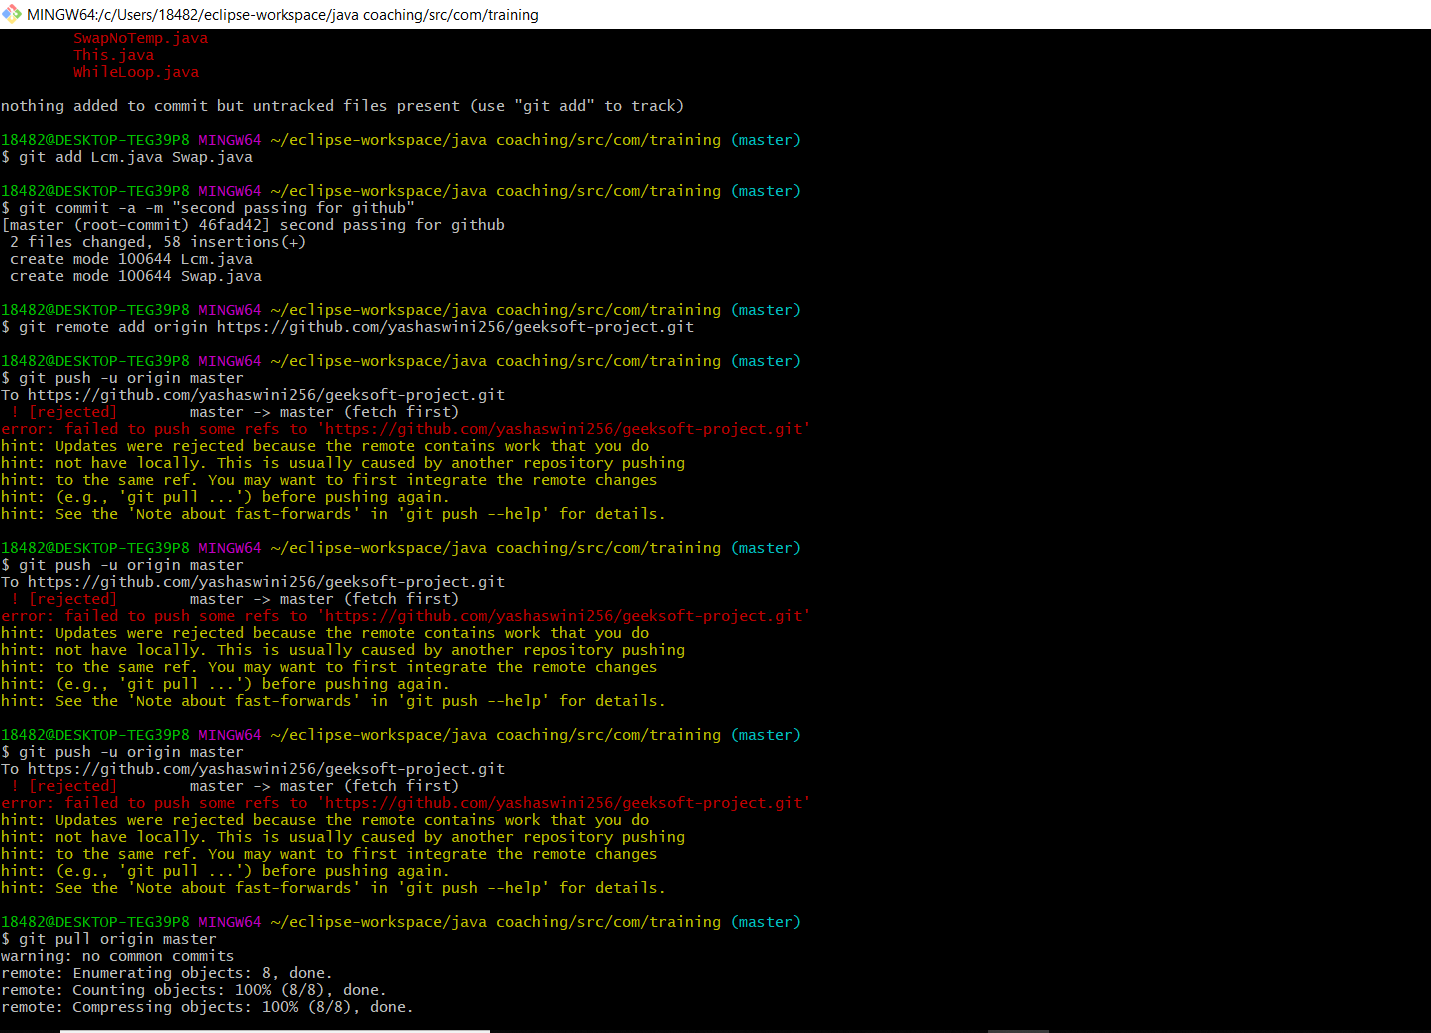 MINGW64:/c/Users/18482/eclipse-workspace/java coaching/src/com/training
SwapNoTemp.java
This.java
WhileLoop.java
nothing added to commit but untracked files present (use "git add" to track)
18482@DESKTOP-TEG39P8 MINGW64 ~/eclipse-workspace/java coaching/src/com/training (master)
$ git add Lcm.java Swap.java
18482@DESKTOP-TEG39P8 MINGW64 ~/eclipse-workspace/java coaching/src/com/training (master)
$ git commit -a -m "second passing for github"
[master (root-commit) 46fad42] second passing for github
2 files changed, 58 insertions(+)
create mode 100644 Lcm.java
create mode 100644 Swap.java
18482@DESKTOP-TEG39P8 MINGW64 ~/eclipse-workspace/java coaching/src/com/training (master)
$ git remote add origin https://github.com/yashaswini256/geeksoft-project.git
18482@DESKTOP-TEG39P8 MINGW64 ~/eclipse-workspace/java coaching/src/com/training (master)
$ git push -u origin master
To https://github.com/yashaswini256/geeksoft-project.git
! [rejected]        master -> master (fetch first)
error: failed to push some refs to 'https://github.com/yashaswini256/geeksoft-project.git'
hint: Updates were rejected because the remote contains work that you do
hint: not have locally. This is usually caused by another repository pushing
hint: to the same ref. You may want to first integrate the remote changes
hint: (e.g., 'git pull ...') before pushing again.
hint: See the 'Note about fast-forwards' in 'git push --help' for details.
18482@DESKTOP-TEG39P8 MINGW64 ~/eclipse-workspace/java coaching/src/com/training (master)
$ git push -u origin master
To https://github.com/yashaswini256/geeksoft-project.git
! [rejected]        master -> master (fetch first)
error: failed to push some refs to 'https://github.com/yashaswini256/geeksoft-project.git'
hint: Updates were rejected because the remote contains work that you do
hint: not have locally. This is usually caused by another repository pushing
hint: to the same ref. You may want to first integrate the remote changes
hint: (e.g., 'git pull ...') before pushing again.
hint: See the 'Note about fast-forwards' in 'git push --help' for details.
18482@DESKTOP-TEG39P8 MINGW64 ~/eclipse-workspace/java coaching/src/com/training (master)
$ git push -u origin master
To https://github.com/yashaswini256/geeksoft-project.git
! [rejected]        master -> master (fetch first)
error: failed to push some refs to 'https://github.com/yashaswini256/geeksoft-project.git'
hint: Updates were rejected because the remote contains work that you do
hint: not have locally. This is usually caused by another repository pushing
hint: to the same ref. You may want to first integrate the remote changes
hint: (e.g., 'git pull ...') before pushing again.
hint: See the 'Note about fast-forwards' in 'git push --help' for details.
18482@DESKTOP-TEG39P8 MINGW64 ~/eclipse-workspace/java coaching/src/com/training (master)
$ git pull origin master
warning: no common commits
remote: Enumerating objects: 8, done.
remote: Counting objects: 100% (8/8), done.
remote: Compressing objects: 100% (8/8), done.